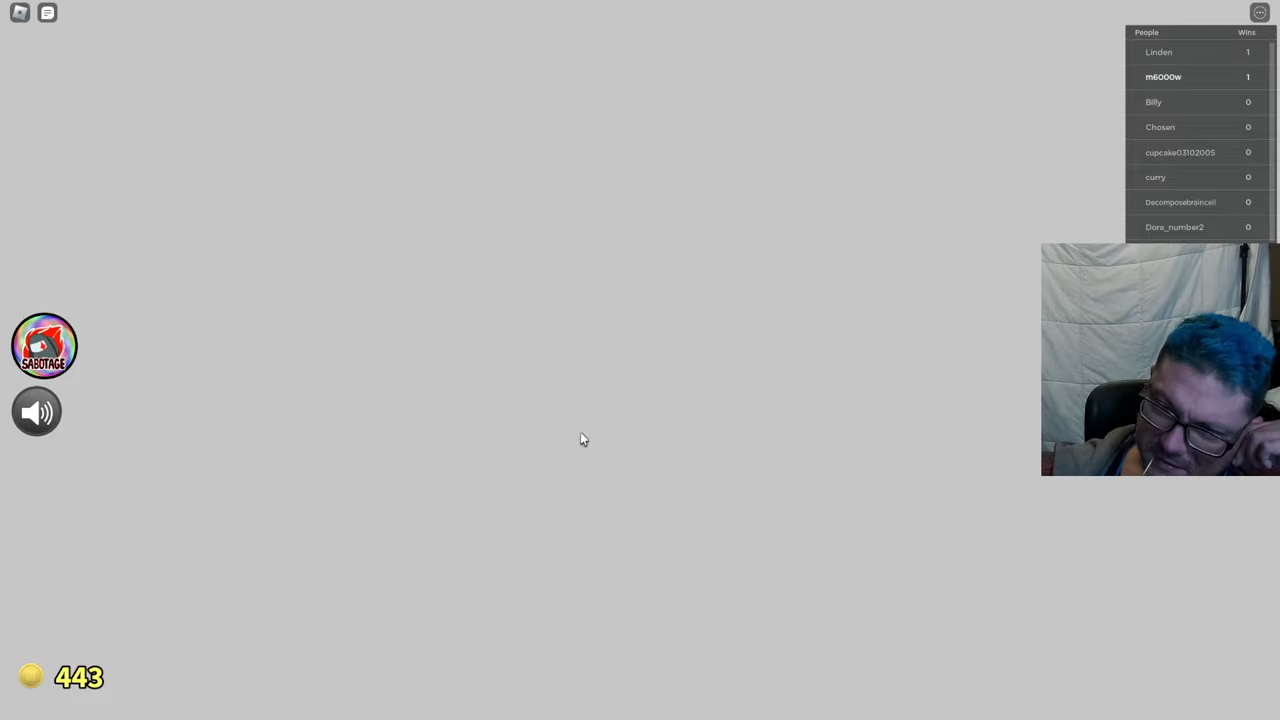 People Wins
Linden 1
m6000w 1
Billy 0
Chosen 0
cupcake03102005 0
curry 0
Decomposebraincell 0
Dora_number2 0
SABOTAGE
443